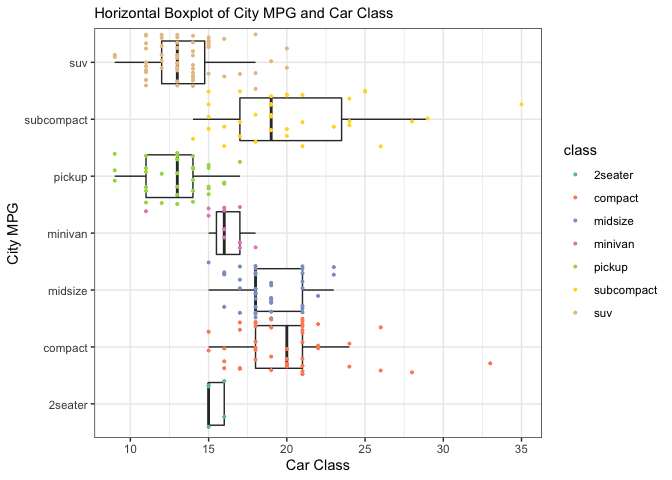 Horizontal Boxplot of City MPG and Car Class
City MPG
suv
subcompact
pickup
minivan
midsize
compact
2seater
10 15 20 25 30 35
Car Class
class
2seater
compact
midsize
minivan
pickup
subcompact
suv